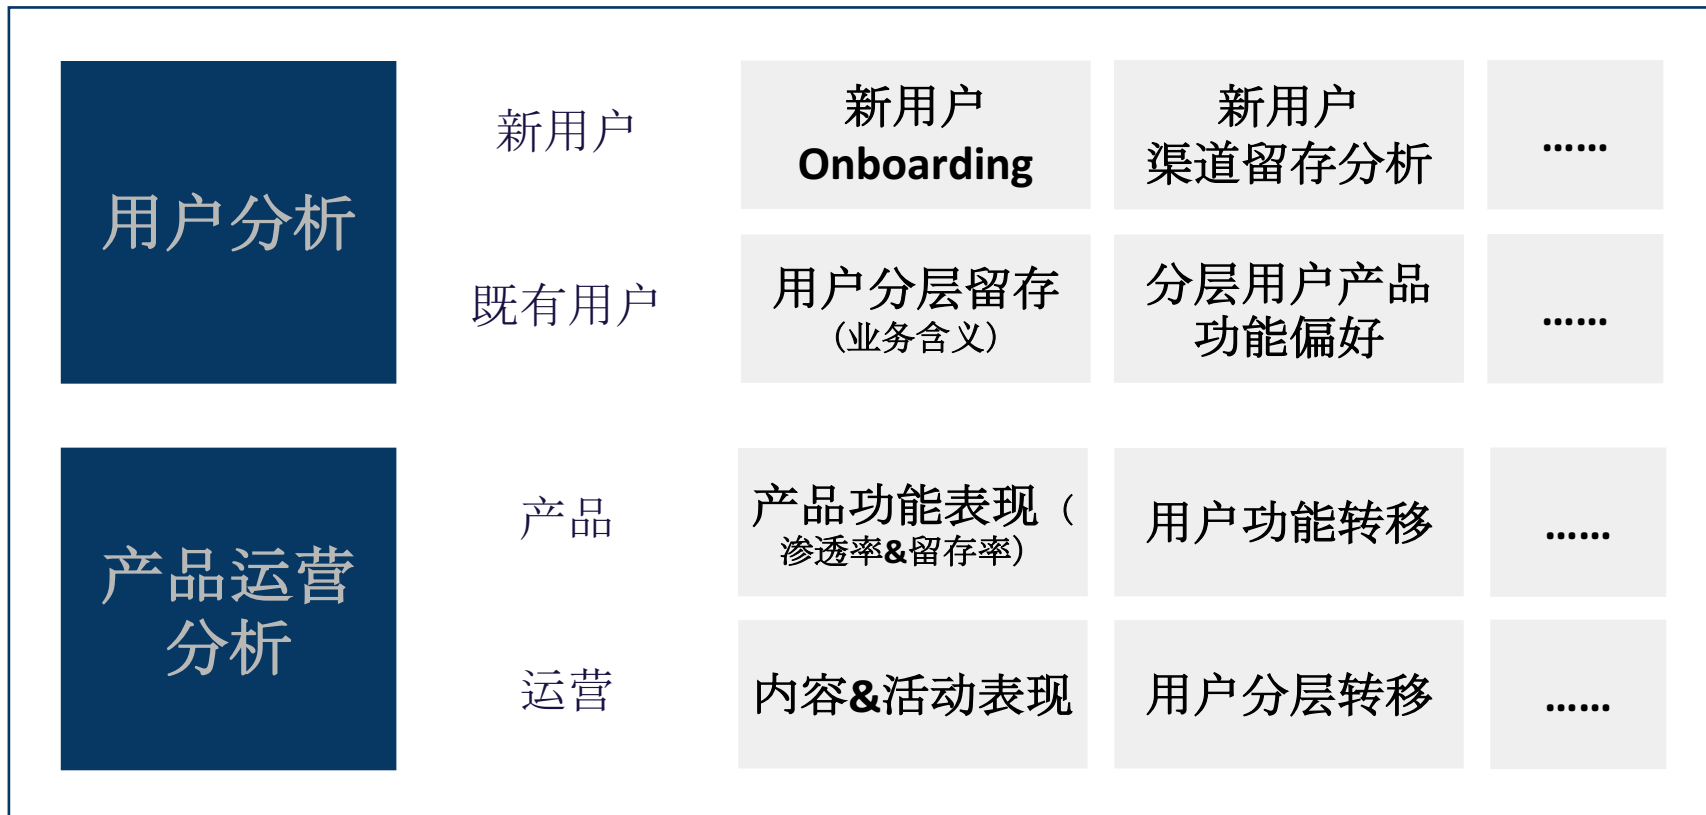 用户分析
新用户
新用户
Onboarding
新用户
渠道留存分析
……
既有用户
用户分层留存
（业务含义）
分层用户产品
功能偏好
……
产品运营
分析
产品
产品功能表现（
渗透率&留存率）
用户功能转移
……
运营
内容&活动表现
用户分层转移
……